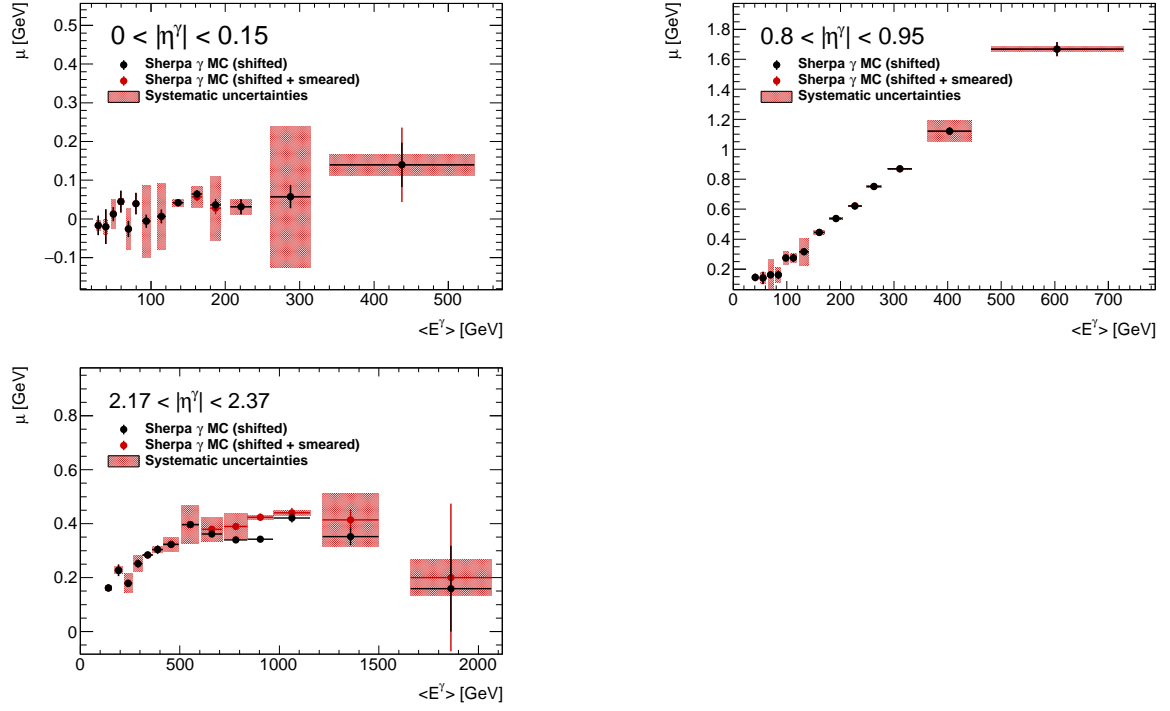 μ [GeV]
0 < |η^γ| < 0.15
Sherpa γ MC (shifted)
Sherpa γ MC (shifted + smeared)
Systematic uncertainties
0.5
0.4
0.3
0.2
0.1
0
−0.1
100 200 300 400 500
<E^γ> [GeV]
μ [GeV]
0.8 < |η^γ| < 0.95
Sherpa γ MC (shifted)
Sherpa γ MC (shifted + smeared)
Systematic uncertainties
1.8
1.6
1.4
1.2
1
0.8
0.6
0.4
0.2
0 100 200 300 400 500 600 700
<E^γ> [GeV]
μ [GeV]
2.17 < |η^γ| < 2.37
Sherpa γ MC (shifted)
Sherpa γ MC (shifted + smeared)
Systematic uncertainties
0.8
0.6
0.4
0.2
0
0 500 1000 1500 2000
<E^γ> [GeV]